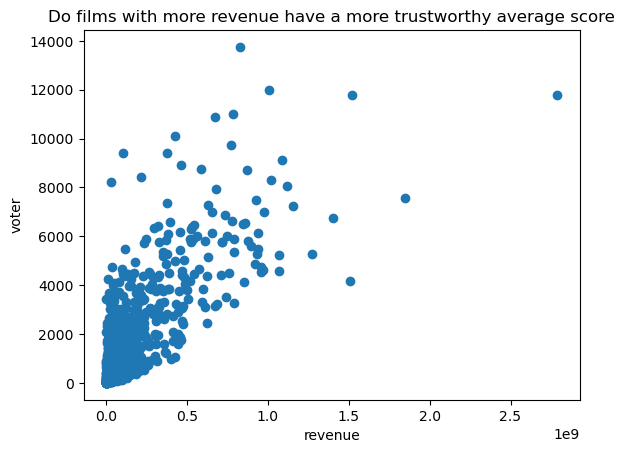 Do films with more revenue have a more trustworthy average score
14000
12000
10000
8000
6000
4000
2000
0
voter
0.0 0.5 1.0 1.5 2.0 2.5
1e9
revenue